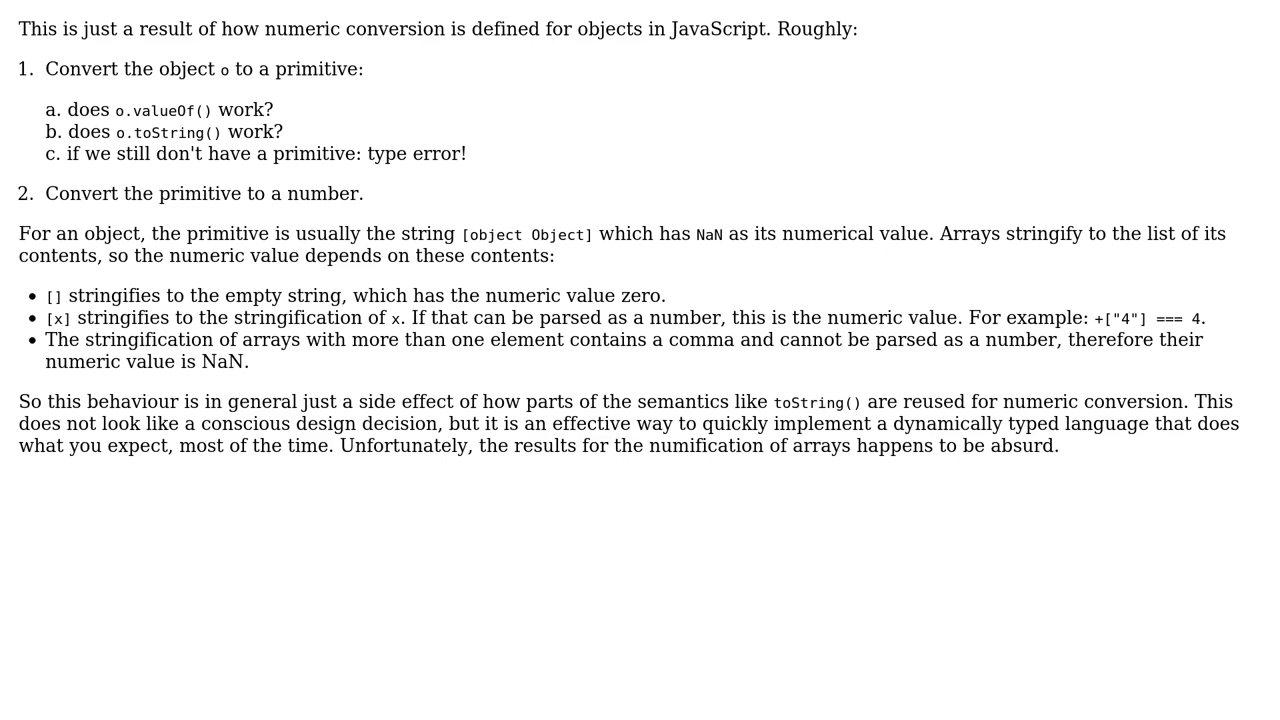 This is just a result of how numeric conversion is defined for objects in JavaScript. Roughly:
1. Convert the object o to a primitive:
a. does o.valueOf() work?
b. does o.toString() work?
c. if we still don't have a primitive: type error!
2. Convert the primitive to a number.
For an object, the primitive is usually the string [object Object] which has NaN as its numerical value. Arrays stringify to the list of its
contents, so the numeric value depends on these contents:
• [] stringifies to the empty string, which has the numeric value zero.
• [x] stringifies to the stringification of x. If that can be parsed as a number, this is the numeric value. For example: +["4"] === 4.
• The stringification of arrays with more than one element contains a comma and cannot be parsed as a number, therefore their
numeric value is NaN.
So this behaviour is in general just a side effect of how parts of the semantics like toString() are reused for numeric conversion. This
does not look like a conscious design decision, but it is an effective way to quickly implement a dynamically typed language that does
what you expect, most of the time. Unfortunately, the results for the numification of arrays happens to be absurd.